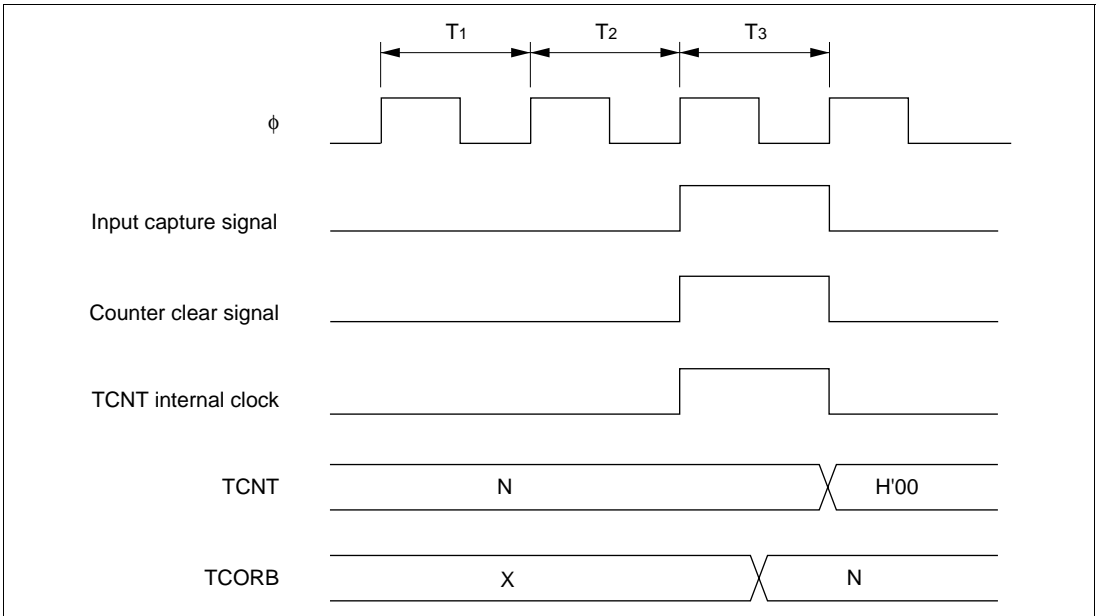 T1 T2 T3
φ
Input capture signal
Counter clear signal
TCNT internal clock
TCNT N H'00
TCORB X N